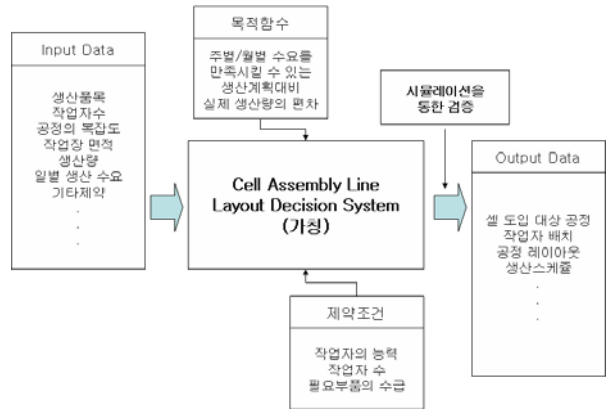 Input Data
생산품목
작업자수
공정의 복잡도
작업장 면적
생산량
일별 생산 수요
기타제약
.
.
.
목적함수
주별/월별 수요를
만족시킬 수 있는
생산계획대비
실제 생산량의 편차
Cell Assembly Line
Layout Decision System
(가칭)
제약조건
작업자의 능력
작업자 수
필요부품의 수급
시뮬레이션을
통한 검증
Output Data
셀 도입 대상 공정
작업자 배치
공정 레이아웃
생산스케쥴
.
.
.